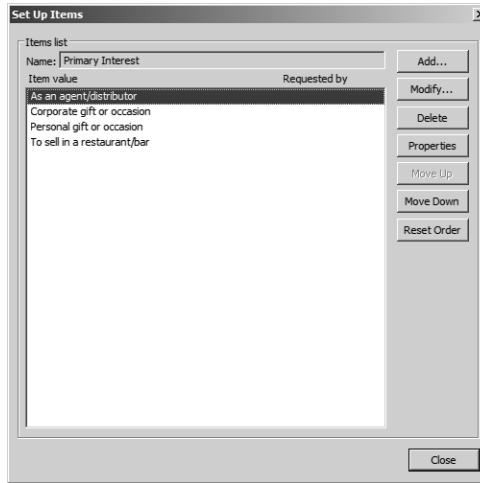 Set Up Items
Items list
Name: Primary Interest
Item value Requested by
As an agent/distributor
Corporate gift or occasion
Personal gift or occasion
To sell in a restaurant/bar
Add...
Modify...
Delete
Properties
Move Up
Move Down
Reset Order
Close